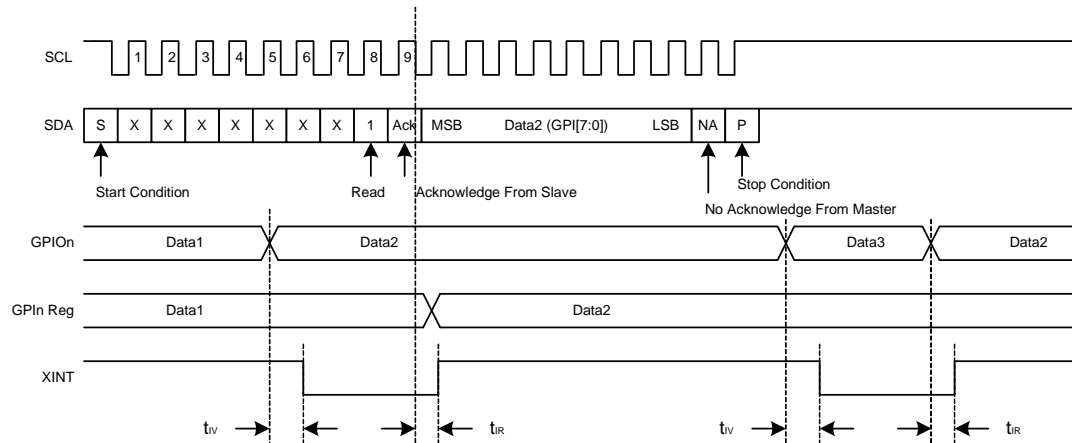 SCL 1 2 3 4 5 6 7 8 9
SDA S X X X X X X X 1 Ack MSB Data2 (GPI[7:0]) LSB NA P
Start Condition Read Acknowledge From Slave Stop Condition
No Acknowledge From Master
GPIOn Data1 Data2 Data3 Data2
GPIn Reg Data1 Data2
XINT
tIV tIR tIV tIR